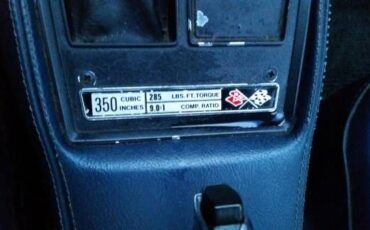 350 CUBIC INCHES
285 LBS. FT. TORQUE
9.0:1 COMP. RATIO